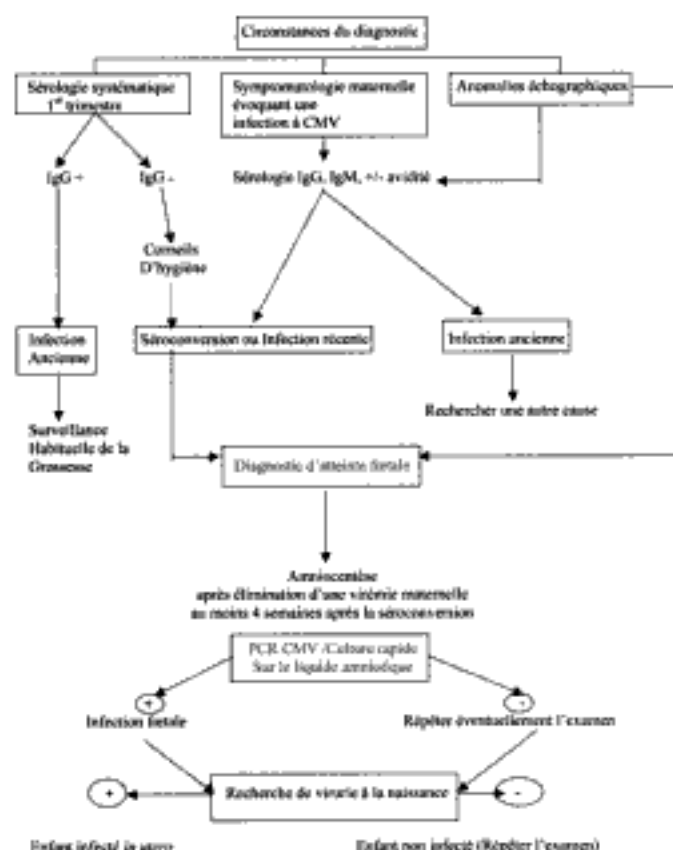 Circonstances du diagnostic
Sérologie systématique
1er trimestre
Symptomatologie maternelle
évoquant une
infection à CMV
Anomalies échographiques
IgG +
IgG -
Sérologie IgG, IgM, +/- avidité
Conseils
D'hygiène
Infection
Ancienne
Séroconversion ou Infection récente
Infection ancienne
Surveillance
Habituelle de la
Grossesse
Rechercher une autre cause
Diagnostic d'atteinte fœtale
Amniocentèse
après élimination d'une virémie maternelle
au moins 4 semaines après la séroconversion
PCR CMV /Culture rapide
Sur le liquide amniotique
+
-
Infection fœtale
Répéter éventuellement l'examen
+
Recherche de virurie à la naissance
-
Enfant infecté in utero
Enfant non infecté (Répéter l'examen)